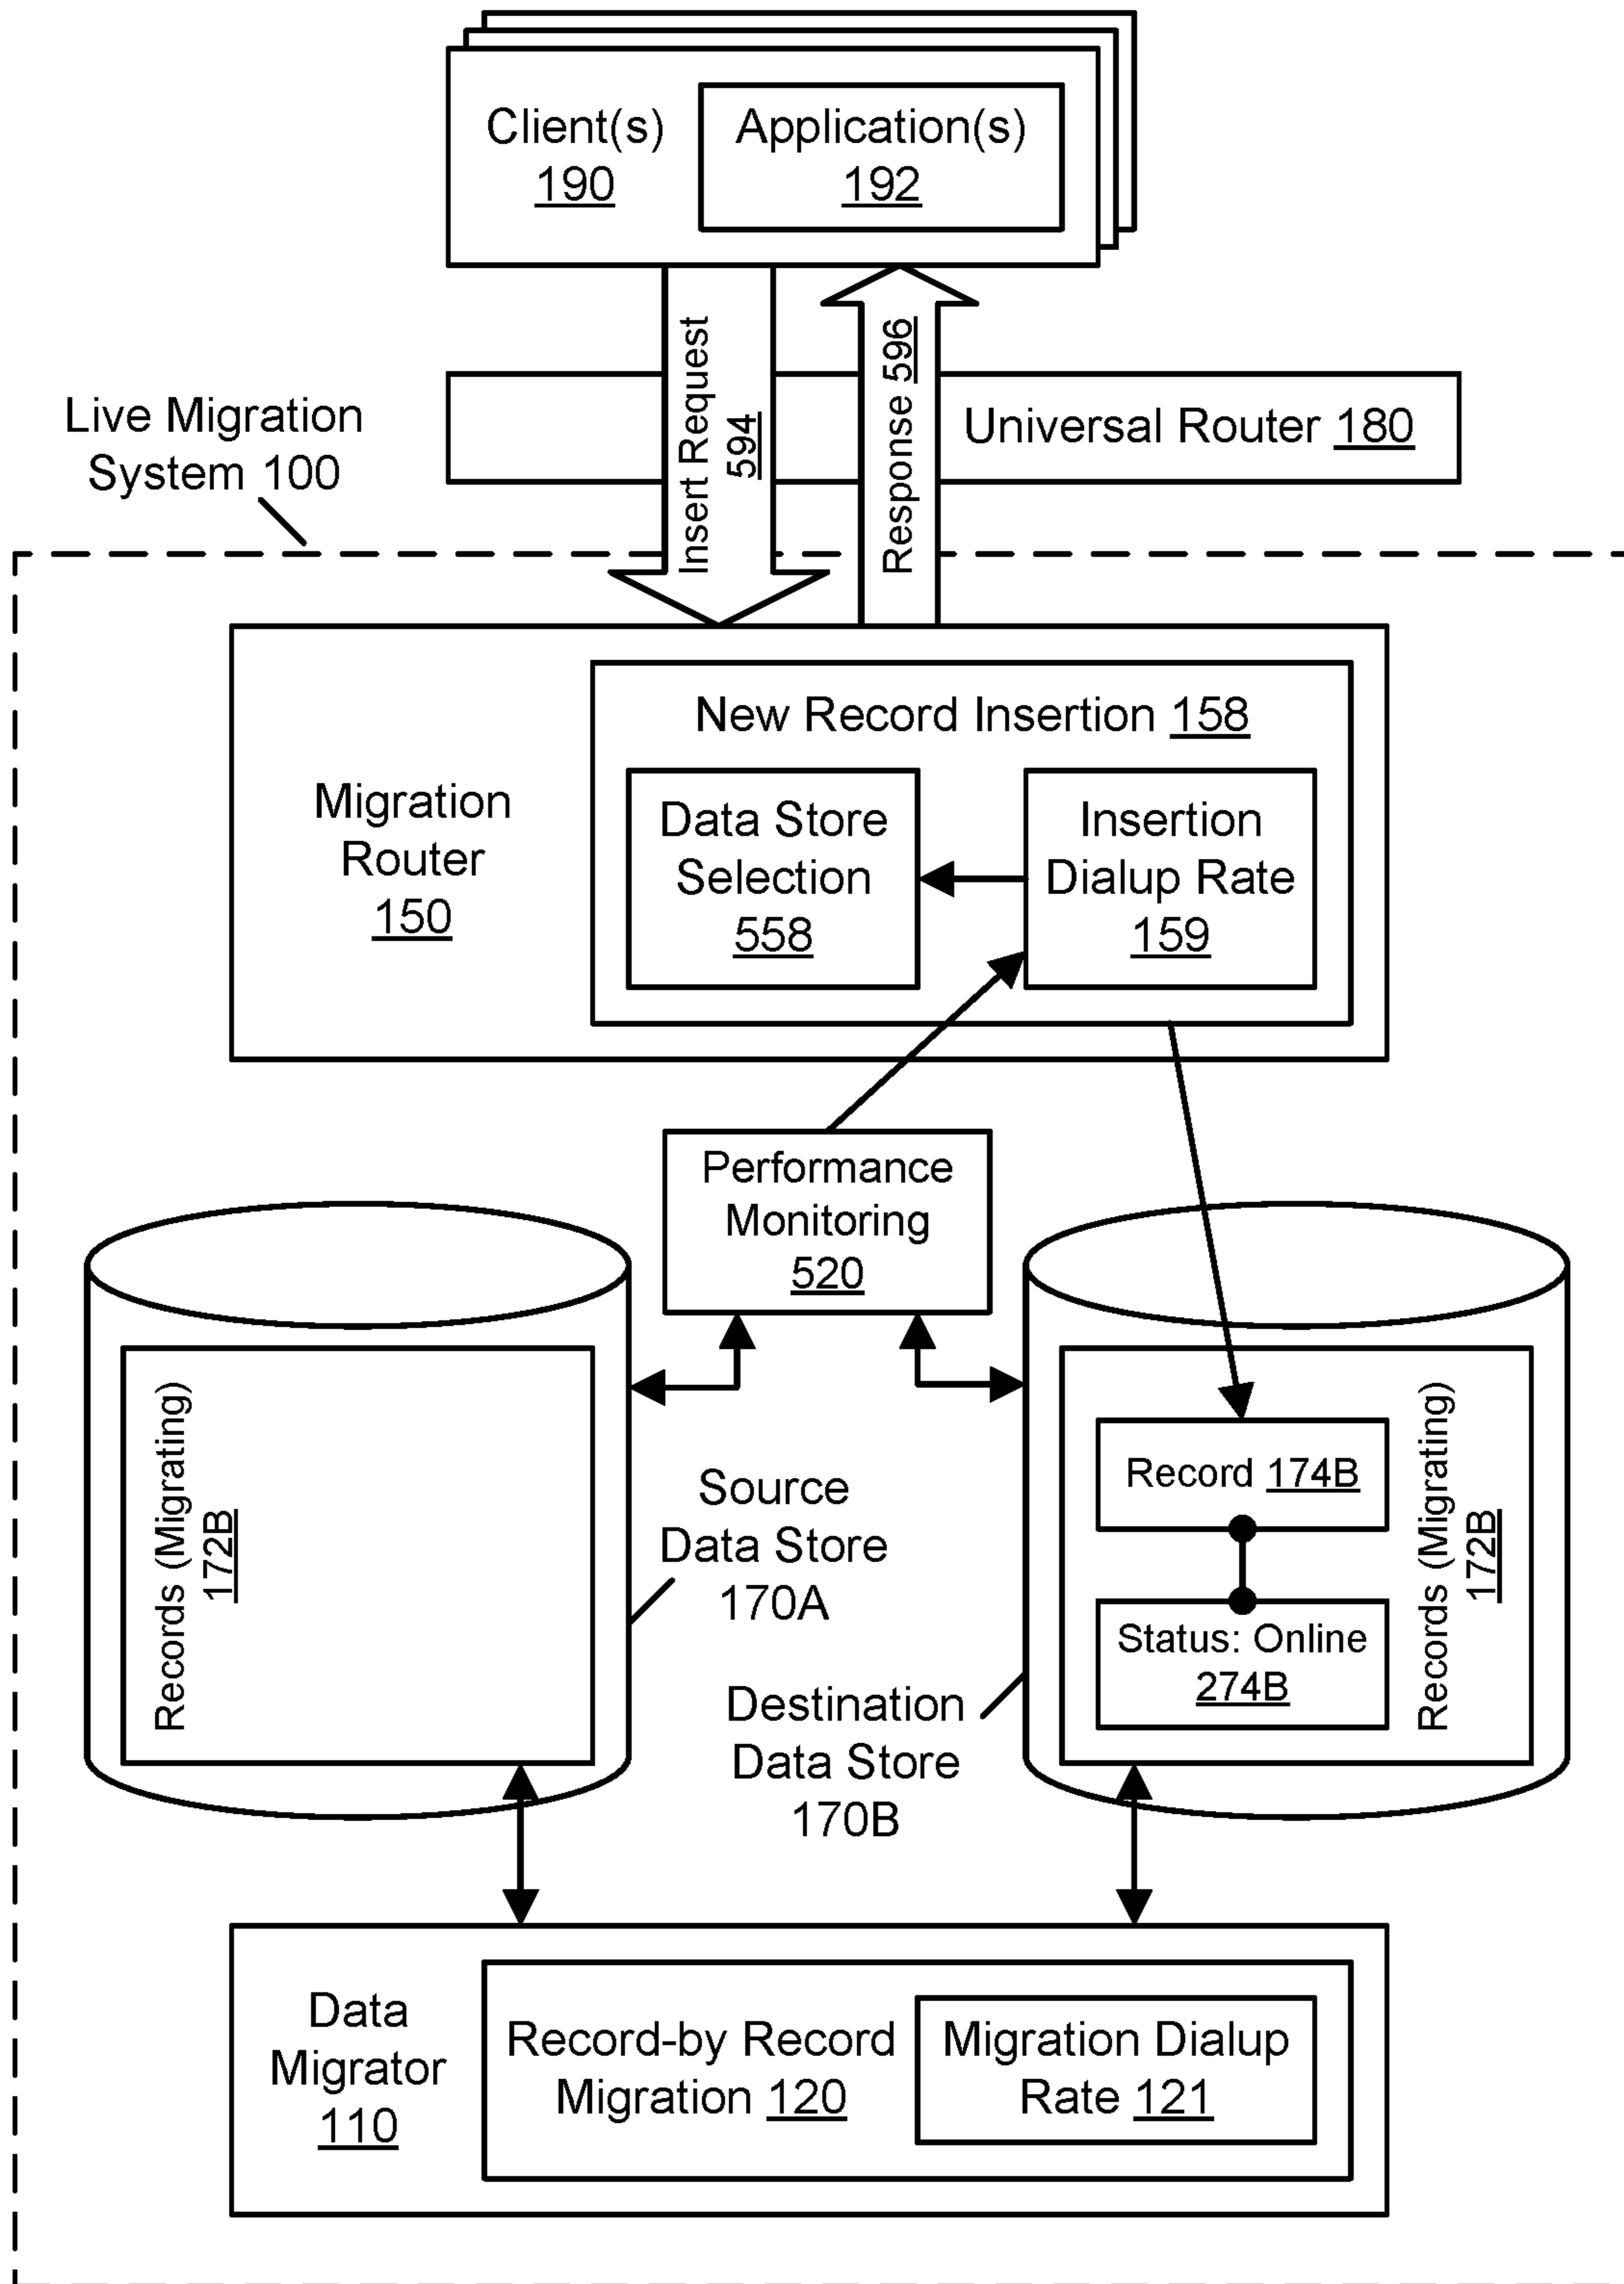 Client(s)
190
Application(s)
192
Insert Request
594
Response 596
Universal Router 180
Live Migration
System 100
New Record Insertion 158
Migration
Router
150
Data Store
Selection
558
Insertion
Dialup Rate
159
Performance
Monitoring
520
Records (Migrating)
172B
Source
Data Store
170A
Record 174B
Status: Online
274B
Records (Migrating)
172B
Destination
Data Store
170B
Data
Migrator
110
Record-by Record
Migration 120
Migration Dialup
Rate 121